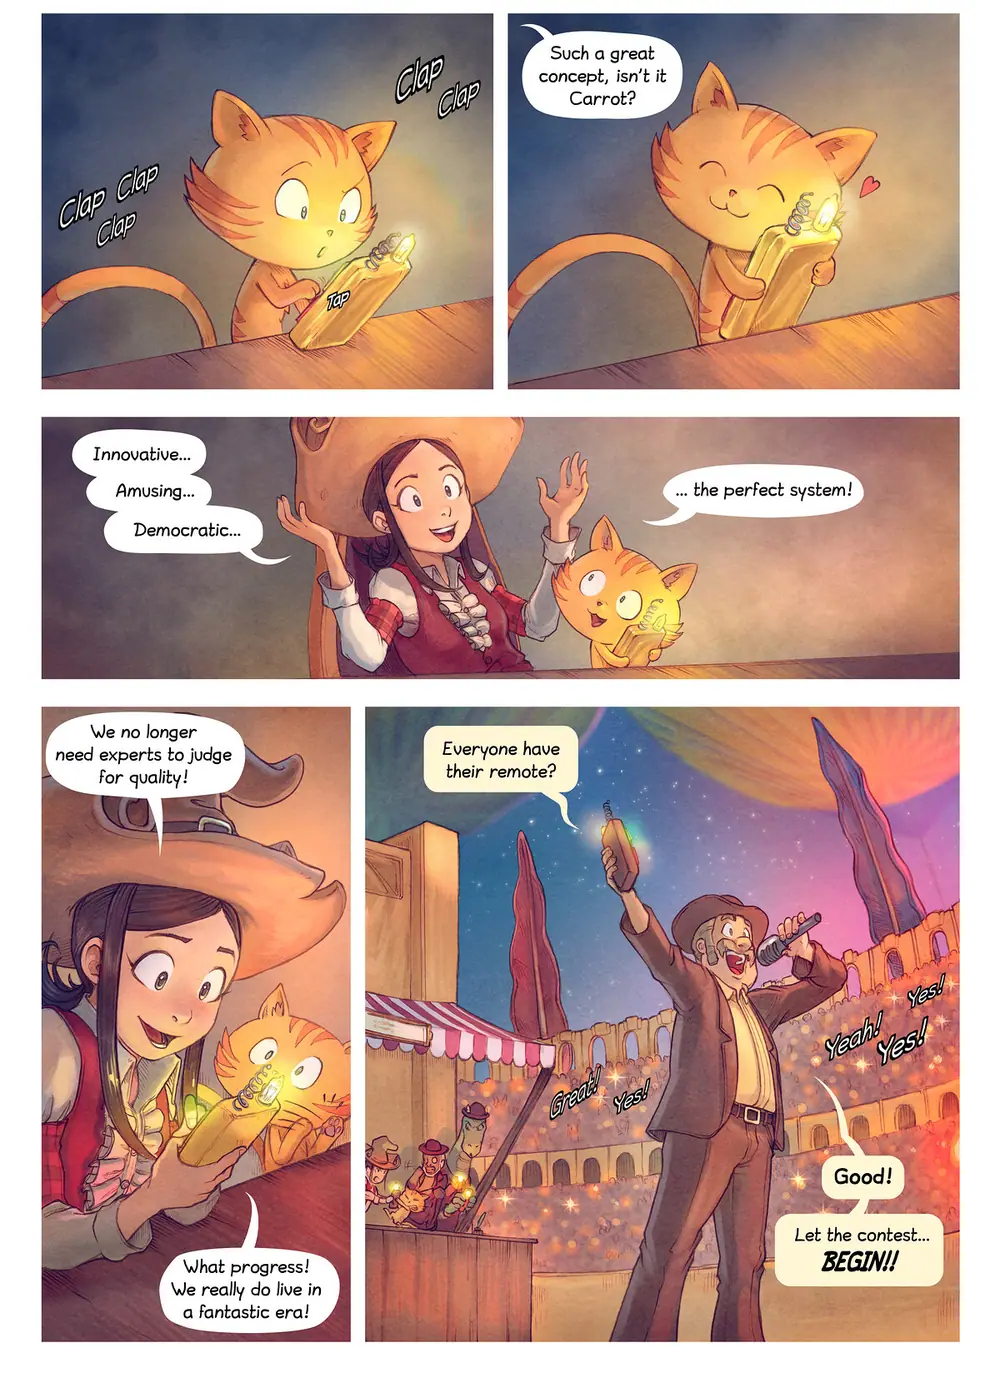 Clap
Clap
Clap Clap
Clap
Tap
Such a great
concept, isn't it
Carrot?
Innovative...
Amusing...
Democratic...
... the perfect system!
We no longer
need experts to judge
for quality!
What progress!
We really do live in
a fantastic era!
Everyone have
their remote?
Great!
Yes!
Yeah!
Yes!
Yes!
Good!
Let the contest...
BEGIN!!